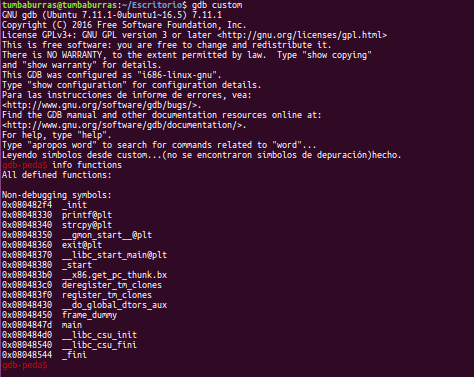 tumbaburras@tumbaburras:~/Escritorio$ gdb custom
GNU gdb (Ubuntu 7.11.1-0ubuntu1~16.5) 7.11.1
Copyright (C) 2016 Free Software Foundation, Inc.
License GPLv3+: GNU GPL version 3 or later <http://gnu.org/licenses/gpl.html>
This is free software: you are free to change and redistribute it.
There is NO WARRANTY, to the extent permitted by law.  Type "show copying"
and "show warranty" for details.
This GDB was configured as "i686-linux-gnu".
Type "show configuration" for configuration details.
Para las instrucciones de informe de errores, vea:
<http://www.gnu.org/software/gdb/bugs/>.
Find the GDB manual and other documentation resources online at:
<http://www.gnu.org/software/gdb/documentation/>.
For help, type "help".
Type "apropos word" to search for commands related to "word"...
Leyendo símbolos desde custom...(no se encontraron símbolos de depuración)hecho.
gdb-peda$ info functions
All defined functions:

Non-debugging symbols:
0x080482f4  _init
0x08048330  printf@plt
0x08048340  strcpy@plt
0x08048350  __gmon_start__@plt
0x08048360  exit@plt
0x08048370  __libc_start_main@plt
0x08048380  _start
0x080483b0  __x86.get_pc_thunk.bx
0x080483c0  deregister_tm_clones
0x080483f0  register_tm_clones
0x08048430  __do_global_dtors_aux
0x08048450  frame_dummy
0x0804847d  main
0x080484d0  __libc_csu_init
0x08048540  __libc_csu_fini
0x08048544  _fini
gdb-peda$